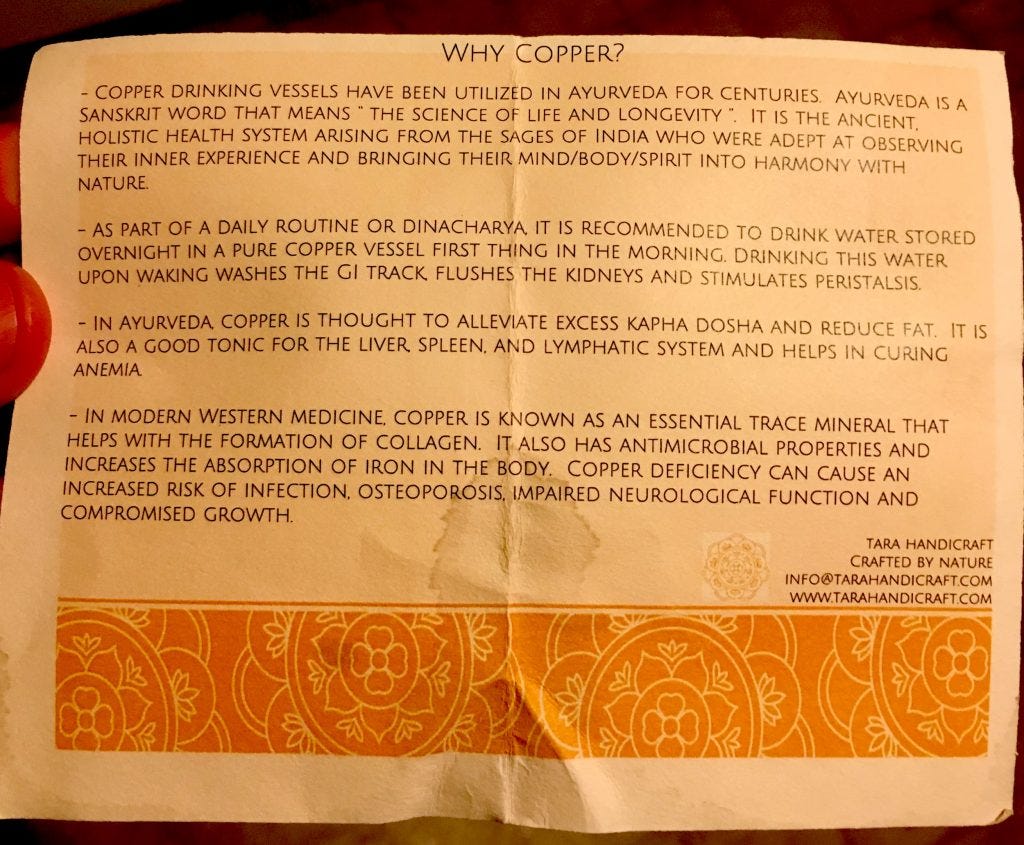 WHY COPPER?
- COPPER DRINKING VESSELS HAVE BEEN UTILIZED IN AYURVEDA FOR CENTURIES. AYURVEDA IS A
SANSKRIT WORD THAT MEANS " THE SCIENCE OF LIFE AND LONGEVITY ". IT IS THE ANCIENT,
HOLISTIC HEALTH SYSTEM ARISING FROM THE SAGES OF INDIA WHO WERE ADEPT AT OBSERVING
THEIR INNER EXPERIENCE AND BRINGING THEIR MIND/BODY/SPIRIT INTO HARMONY WITH
NATURE.
- AS PART OF A DAILY ROUTINE OR DINACHARYA, IT IS RECOMMENDED TO DRINK WATER STORED
OVERNIGHT IN A PURE COPPER VESSEL FIRST THING IN THE MORNING. DRINKING THIS WATER
UPON WAKING WASHES THE GI TRACK, FLUSHES THE KIDNEYS AND STIMULATES PERISTALSIS.
- IN AYURVEDA, COPPER IS THOUGHT TO ALLEVIATE EXCESS KAPHA DOSHA AND REDUCE FAT. IT IS
ALSO A GOOD TONIC FOR THE LIVER, SPLEEN, AND LYMPHATIC SYSTEM AND HELPS IN CURING
ANEMIA.
- IN MODERN WESTERN MEDICINE, COPPER IS KNOWN AS AN ESSENTIAL TRACE MINERAL THAT
HELPS WITH THE FORMATION OF COLLAGEN. IT ALSO HAS ANTIMICROBIAL PROPERTIES AND
INCREASES THE ABSORPTION OF IRON IN THE BODY. COPPER DEFICIENCY CAN CAUSE AN
INCREASED RISK OF INFECTION, OSTEOPOROSIS, IMPAIRED NEUROLOGICAL FUNCTION AND
COMPROMISED GROWTH.
TARA HANDICRAFT
CRAFTED BY NATURE
INFO@TARAHANDICRAFT.COM
WWW.TARAHANDICRAFT.COM